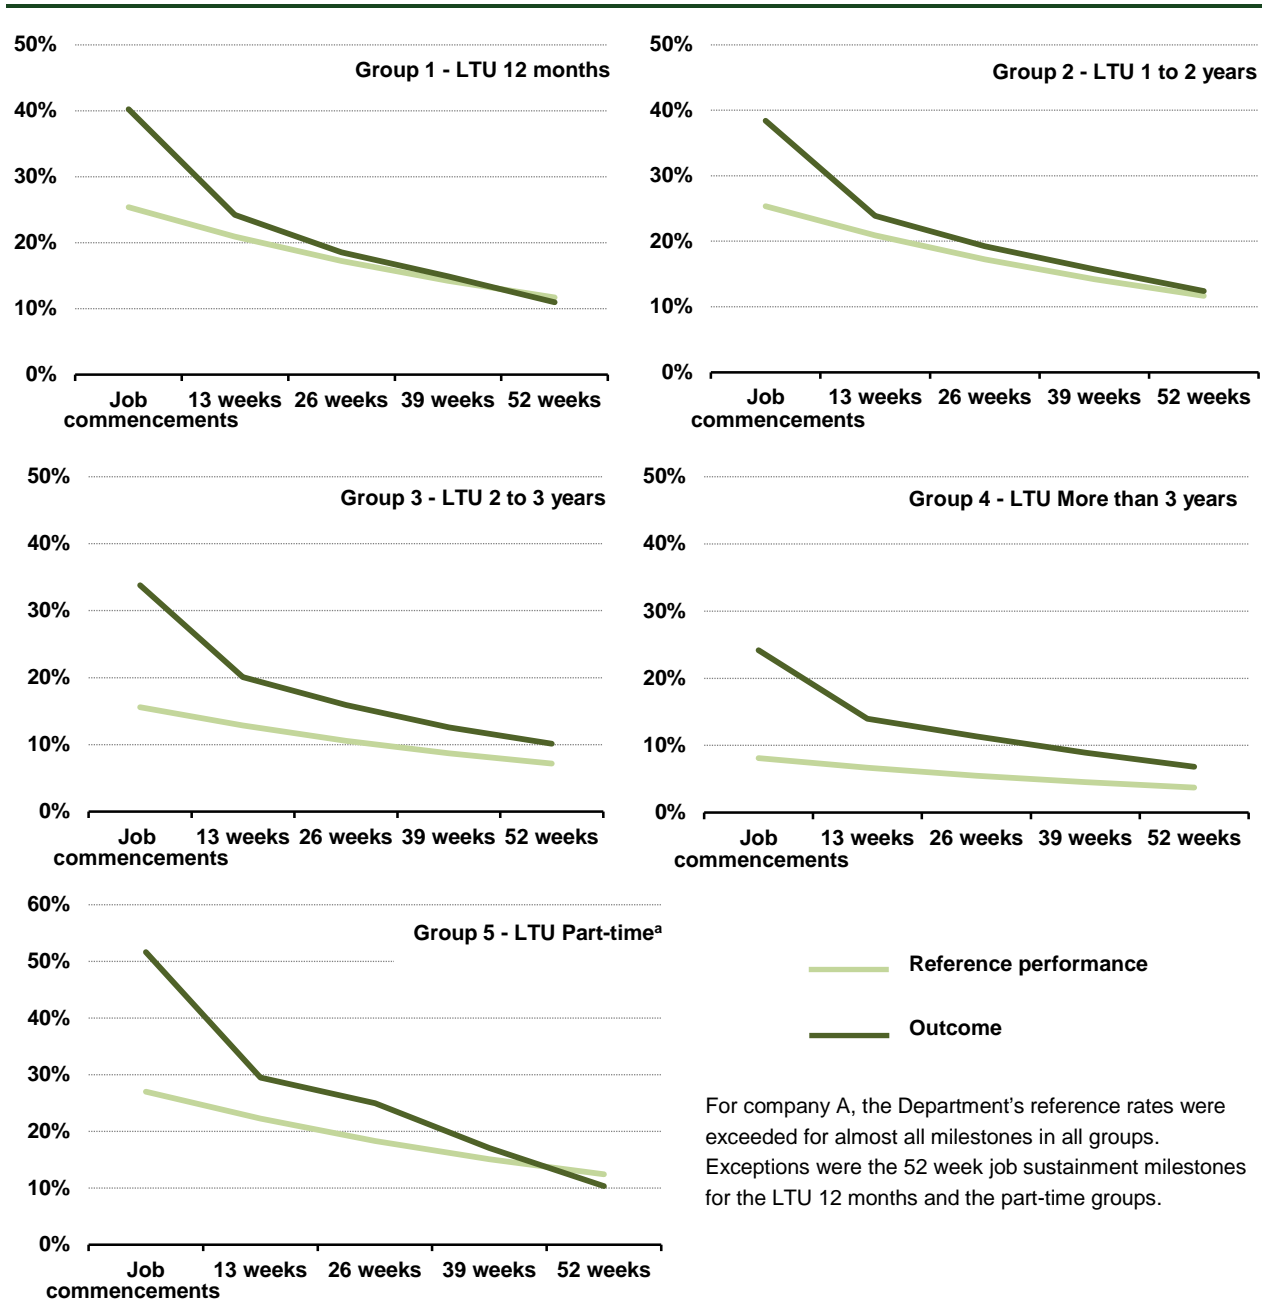 50%
Group 1 - LTU 12 months
40%
30%
20%
10%
0%
Job commencements
13 weeks
26 weeks
39 weeks
52 weeks
50%
Group 2 - LTU 1 to 2 years
40%
30%
20%
10%
0%
Job commencements
13 weeks
26 weeks
39 weeks
52 weeks
50%
Group 3 - LTU 2 to 3 years
40%
30%
20%
10%
0%
Job commencements
13 weeks
26 weeks
39 weeks
52 weeks
50%
Group 4 - LTU More than 3 years
40%
30%
20%
10%
0%
Job commencements
13 weeks
26 weeks
39 weeks
52 weeks
60%
Group 5 - LTU Part-timeᵃ
50%
40%
30%
20%
10%
0%
Job commencements
13 weeks
26 weeks
39 weeks
52 weeks
Reference performance
Outcome
For company A, the Department’s reference rates were
exceeded for almost all milestones in all groups.
Exceptions were the 52 week job sustainment milestones
for the LTU 12 months and the part-time groups.